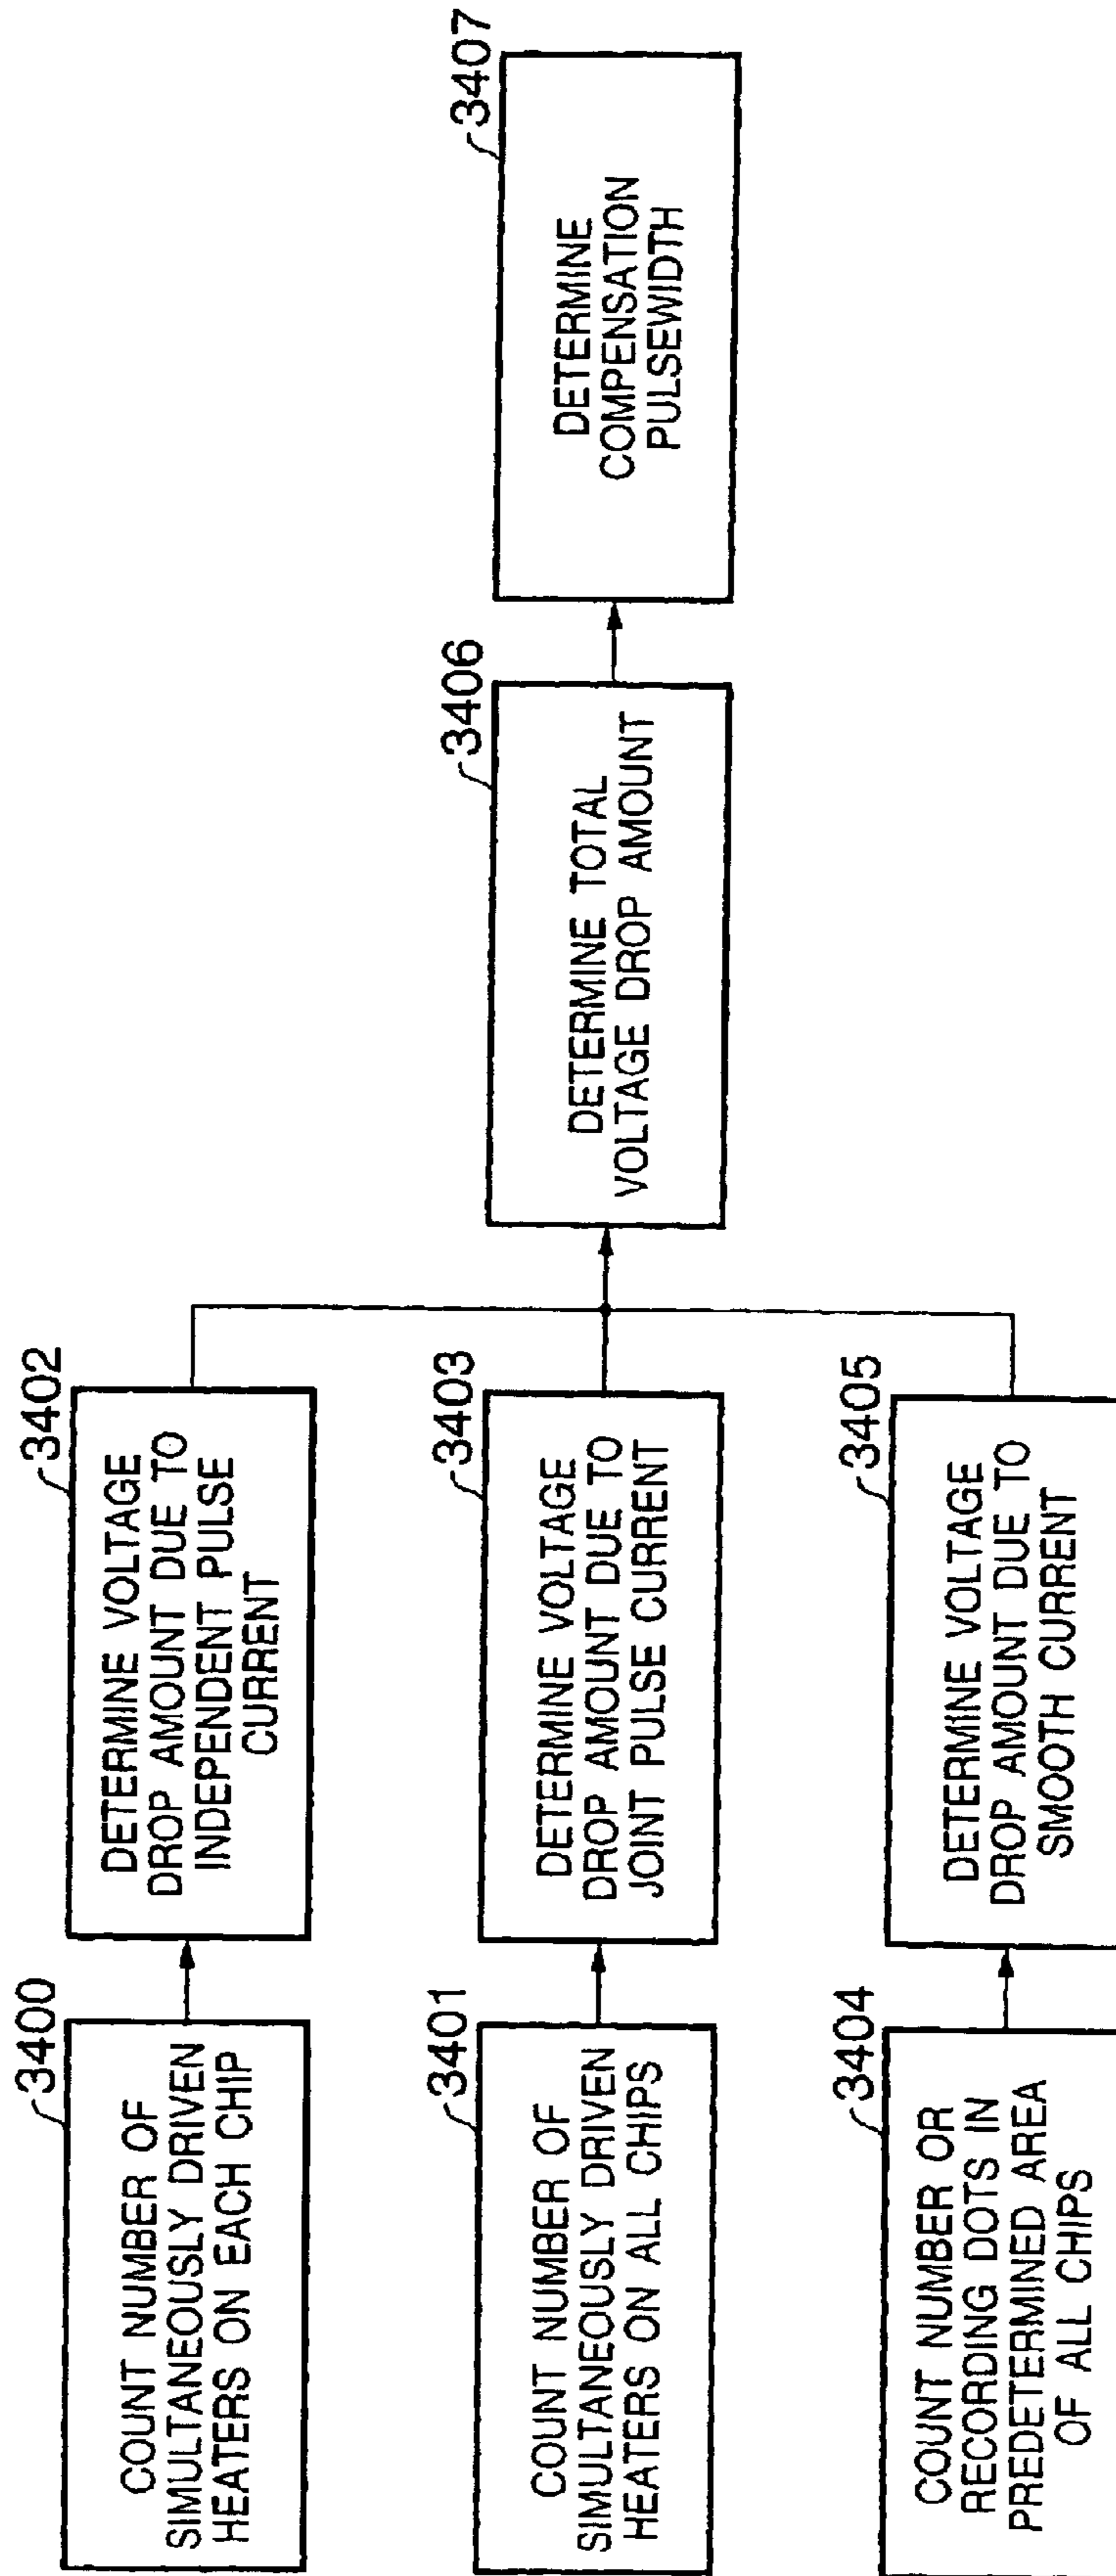 3400
COUNT NUMBER OF
SIMULTANEOUSLY DRIVEN
HEATERS ON EACH CHIP
3402
DETERMINE VOLTAGE
DROP AMOUNT DUE TO
INDEPENDENT PULSE
CURRENT
3401
COUNT NUMBER OF
SIMULTANEOUSLY DRIVEN
HEATERS ON ALL CHIPS
3403
DETERMINE VOLTAGE
DROP AMOUNT DUE TO
JOINT PULSE CURRENT
3404
COUNT NUMBER OR
RECORDING DOTS IN
PREDETERMINED AREA
OF ALL CHIPS
3405
DETERMINE VOLTAGE
DROP AMOUNT DUE TO
SMOOTH CURRENT
3406
DETERMINE TOTAL
VOLTAGE DROP AMOUNT
3407
DETERMINE
COMPENSATION
PULSEWIDTH